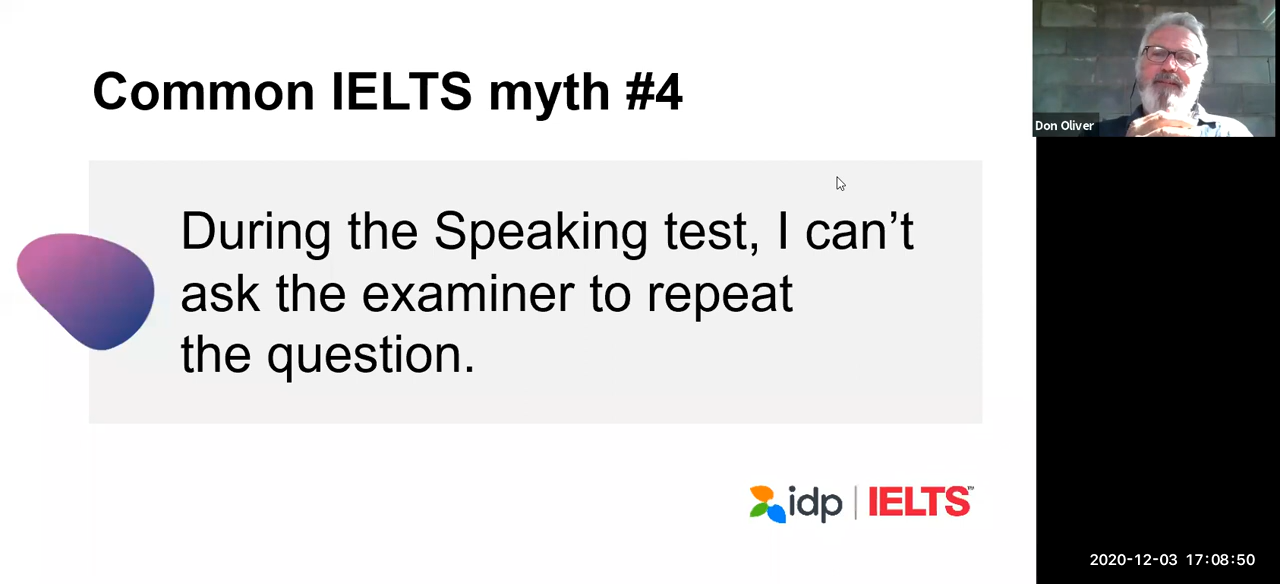 Common IELTS myth #4
Don Oliver
During the Speaking test, I can’t
ask the examiner to repeat
the question.
idp | IELTS™
2020-12-03 17:08:50